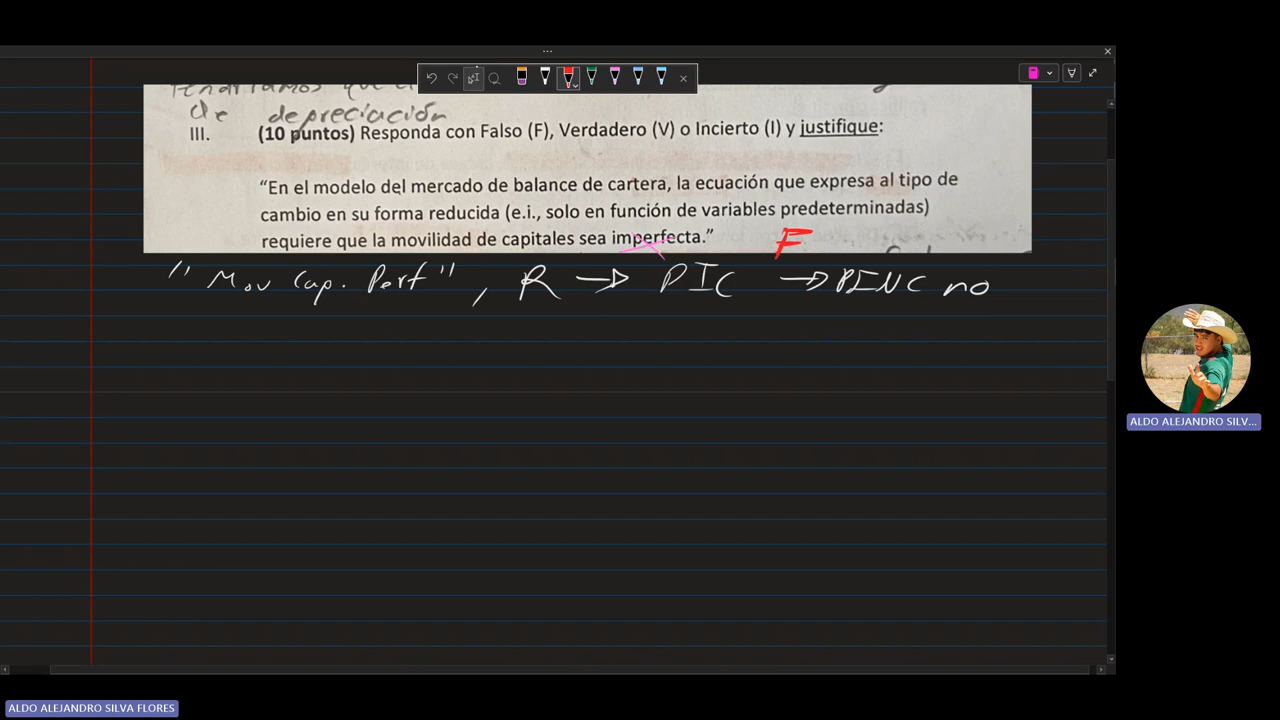 de depreciación
III. (10 puntos) Responda con Falso (F), Verdadero (V) o Incierto (I) y justifique:
“En el modelo del mercado de balance de cartera, la ecuación que expresa al tipo de
cambio en su forma reducida (e.i., solo en función de variables predeterminadas)
requiere que la movilidad de capitales sea imperfecta.” F
"Mov Cap. Perf", R → PIC → PINC no
ALDO ALEJANDRO SILV...
ALDO ALEJANDRO SILVA FLORES